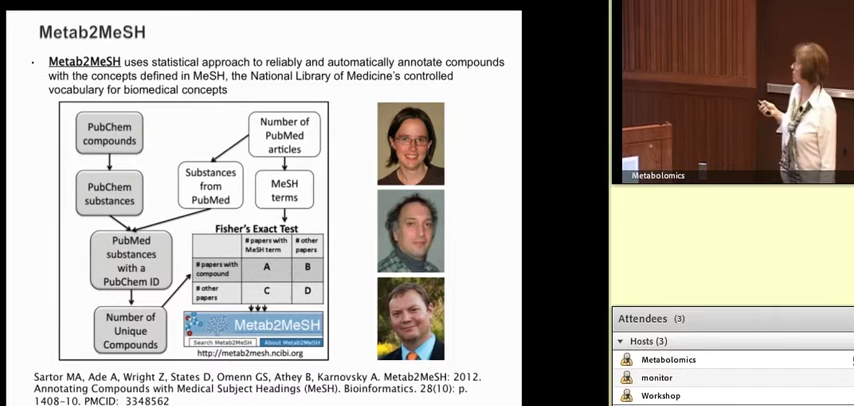 Metab2MeSH
· Metab2MeSH uses statistical approach to reliably and automatically annotate compounds
with the concepts defined in MeSH, the National Library of Medicine's controlled
vocabulary for biomedical concepts
PubChem
compounds
Number of
PubMed
articles
PubChem
substances
Substances
from
PubMed
MeSH
terms
PubMed
substances
with a
PubChem ID
Number of
Unique
Compounds
Fisher's Exact Test
# papers with
MeSH term
# other
papers
# papers with
compound
A
B
# other
papers
C
D
Metab2MeSH
Search Metab2MeSH
About Metab2MeSH
http://metab2mesh.ncibi.org
Sartor MA, Ade A, Wright Z, States D, Omenn GS, Athey B, Karnovsky A. Metab2MeSH: 2012.
Annotating Compounds with Medical Subject Headings (MeSH). Bioinformatics. 28(10): p.
1408-10. PMCID: 3348562
Metabolomics
Attendees (3)
Hosts (3)
Metabolomics
monitor
Workshop